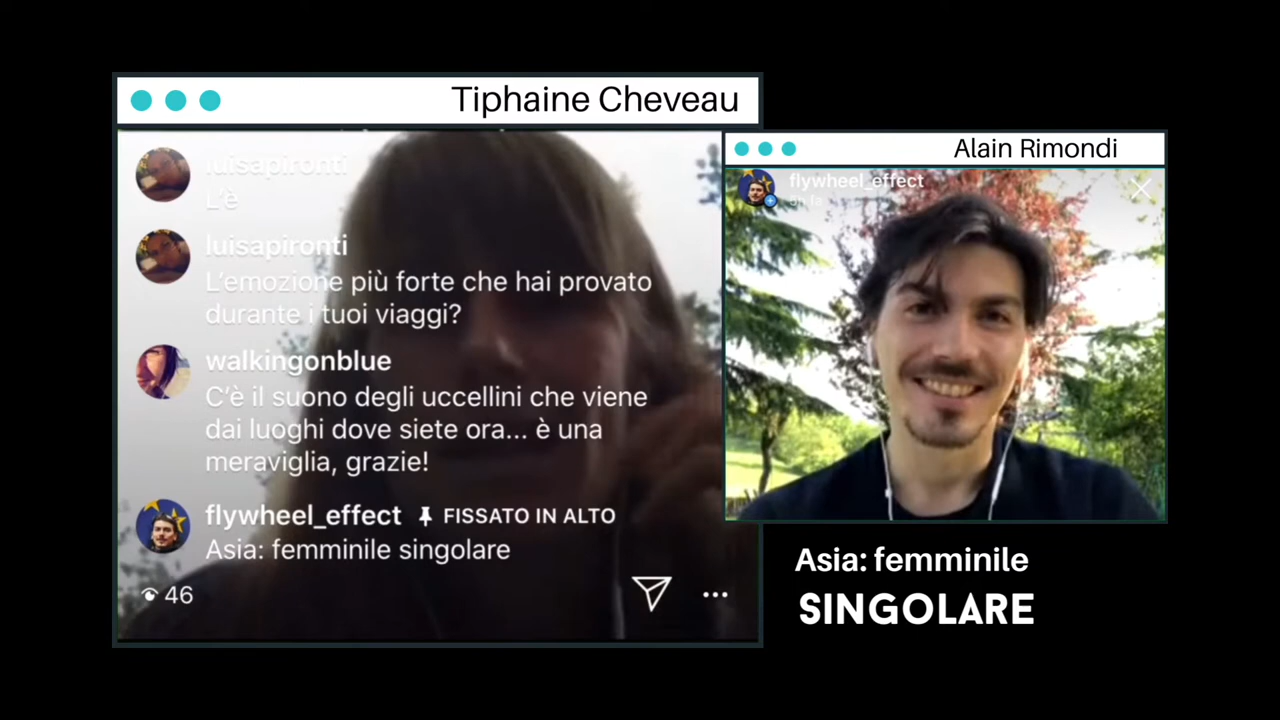 Tiphaine Cheveau
luisapironti
L'è
luisapironti
L'emozione più forte che hai provato
durante i tuoi viaggi?
walkingonblue
C'è il suono degli uccellini che viene
dai luoghi dove siete ora... è una
meraviglia, grazie!
flywheel_effect FISSATO IN ALTO
Asia: femminile singolare
46
Alain Rimondi
flywheel_effect
Asia: femminile
SINGOLARE